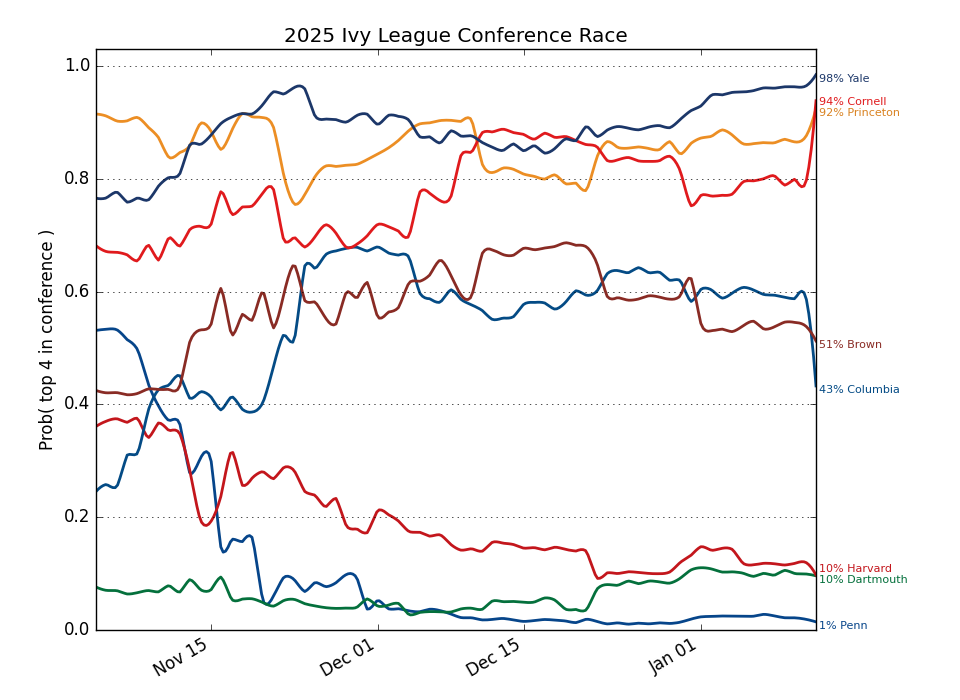 2025 Ivy League Conference Race
Prob( top 4 in conference )
1.0
0.8
0.6
0.4
0.2
0.0
Nov 15
Dec 01
Dec 15
Jan 01
98% Yale
94% Cornell
92% Princeton
51% Brown
43% Columbia
10% Harvard
10% Dartmouth
1% Penn